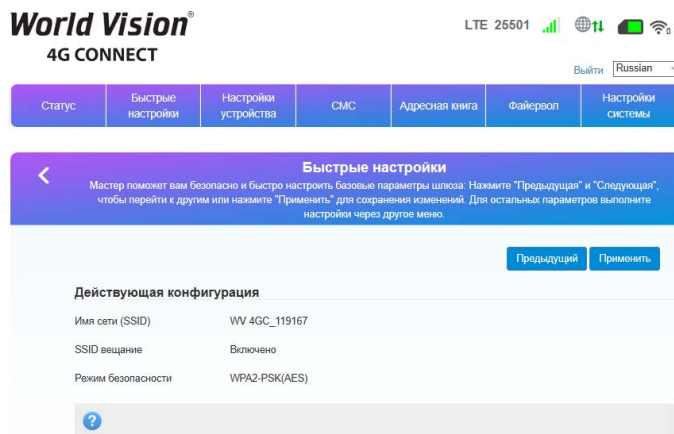 World Vision®
4G CONNECT
LTE 25501
Выйти Russian
Статус
Быстрые
настройки
Настройки
устройства
СМС
Адресная книга
Файервол
Настройки
системы
Быстрые настройки
Мастер поможет вам безопасно и быстро настроить базовые параметры шлюза: Нажмите "Предыдущая" и "Следующая",
чтобы перейти к другим или нажмите "Применить" для сохранения изменений. Для остальных параметров выполните
настройки через другое меню.
Предыдущий Применить
Действующая конфигурация
Имя сети (SSID) WV 4GC_119167
SSID вещание Включено
Режим безопасности WPA2-PSK(AES)
?